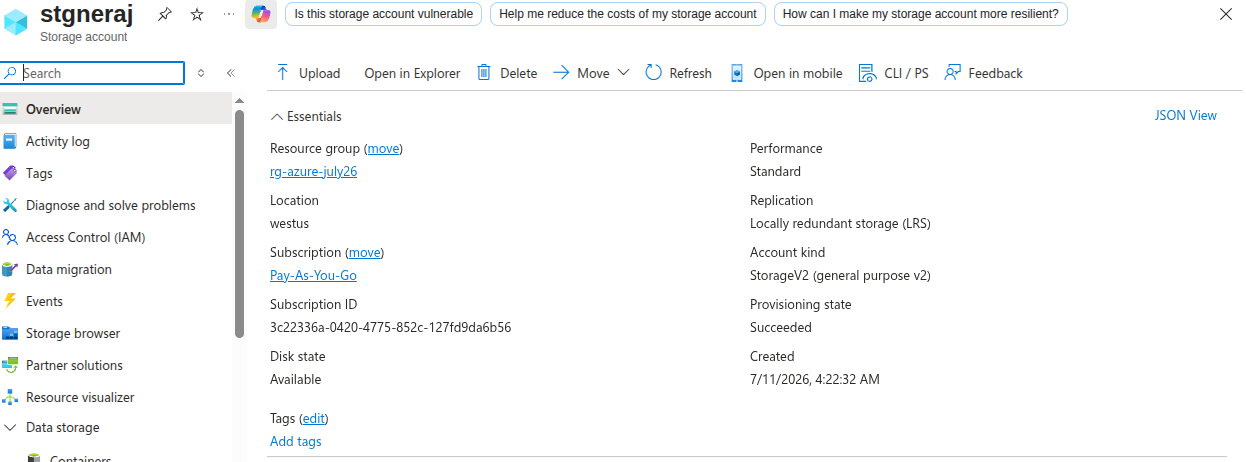 stgneraj
Storage account
Is this storage account vulnerable
Help me reduce the costs of my storage account
How can I make my storage account more resilient?
Search
Upload
Open in Explorer
Delete
Move
Refresh
Open in mobile
CLI / PS
Feedback
Overview
Activity log
Tags
Diagnose and solve problems
Access Control (IAM)
Data migration
Events
Storage browser
Partner solutions
Resource visualizer
Data storage
Containers
Essentials
JSON View
Resource group (move)
rg-azure-july26
Location
westus
Subscription (move)
Pay-As-You-Go
Subscription ID
3c22336a-0420-4775-852c-127fd9da6b56
Disk state
Available
Tags (edit)
Add tags
Performance
Standard
Replication
Locally redundant storage (LRS)
Account kind
StorageV2 (general purpose v2)
Provisioning state
Succeeded
Created
7/11/2026, 4:22:32 AM